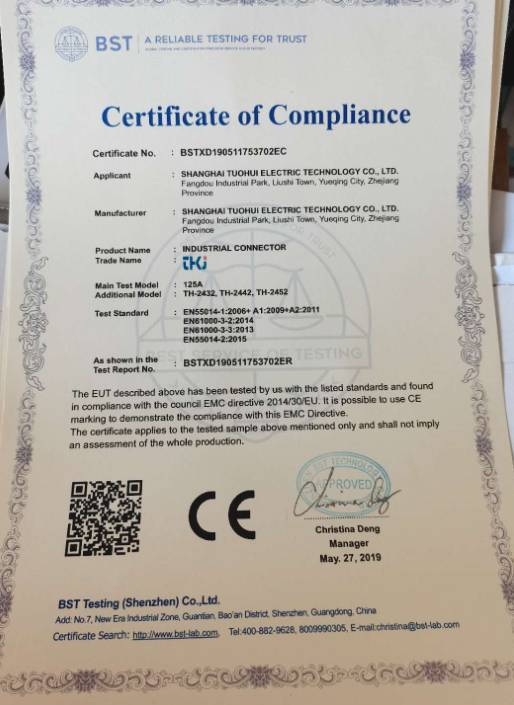 BST
A RELIABLE TESTING FOR TRUST
Certificate of Compliance
Certificate No. : BSTXD190511753702EC
Applicant : SHANGHAI TUOHUI ELECTRIC TECHNOLOGY CO., LTD.
Fangdou Industrial Park, Liushi Town, Yueqing City, Zhejiang
Province
Manufacturer : SHANGHAI TUOHUI ELECTRIC TECHNOLOGY CO., LTD.
Fangdou Industrial Park, Liushi Town, Yueqing City, Zhejiang
Province
Product Name : INDUSTRIAL CONNECTOR
Trade Name :
Main Test Model : 125A
Additional Model : TH-2432, TH-2442, TH-2452
Test Standard : EN55014-1:2006+ A1:2009+A2:2011
EN61000-3-2:2014
EN61000-3-3:2013
EN55014-2:2015
As shown in the
Test Report No. : BSTXD190511753702ER
The EUT described above has been tested by us with the listed standards and found
in compliance with the council EMC directive 2014/30/EU. It is possible to use CE
marking to demonstrate the compliance with this EMC Directive.
The certificate applies to the tested sample above mentioned only and shall not imply
an assessment of the whole production.
CE
APPROVED
Christina Deng
Manager
May. 27, 2019
BST Testing (Shenzhen) Co.,Ltd.
Add: No.7, New Era Industrial Zone, Guantian, Bao'an District, Shenzhen, Guangdong, China
Certificate Search: http://www.bst-lab.com, Tel:400-882-9628, 8009990305, E-mail:christina@bst-lab.com